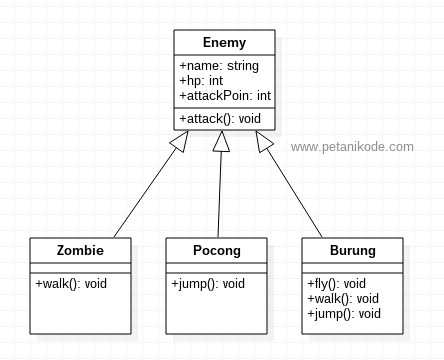 Enemy
+name: string
+hp: int
+attackPoin: int
+attack(): void
www.petanikode.com
Zombie
+walk(): void
Pocong
+jump(): void
Burung
+fly(): void
+walk(): void
+jump(): void